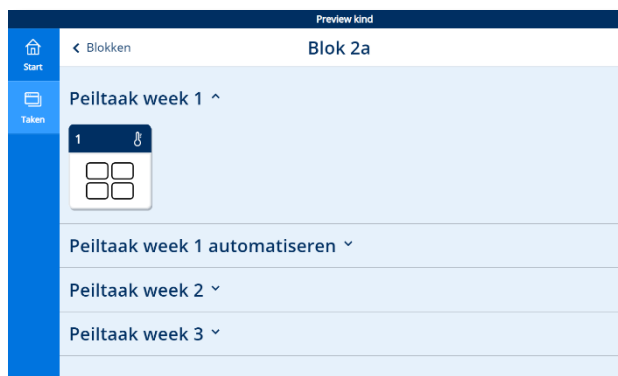 Preview kind
Start
Taken
Blokken
Blok 2a
Peiltaak week 1
1
Peiltaak week 1 automatiseren
Peiltaak week 2
Peiltaak week 3